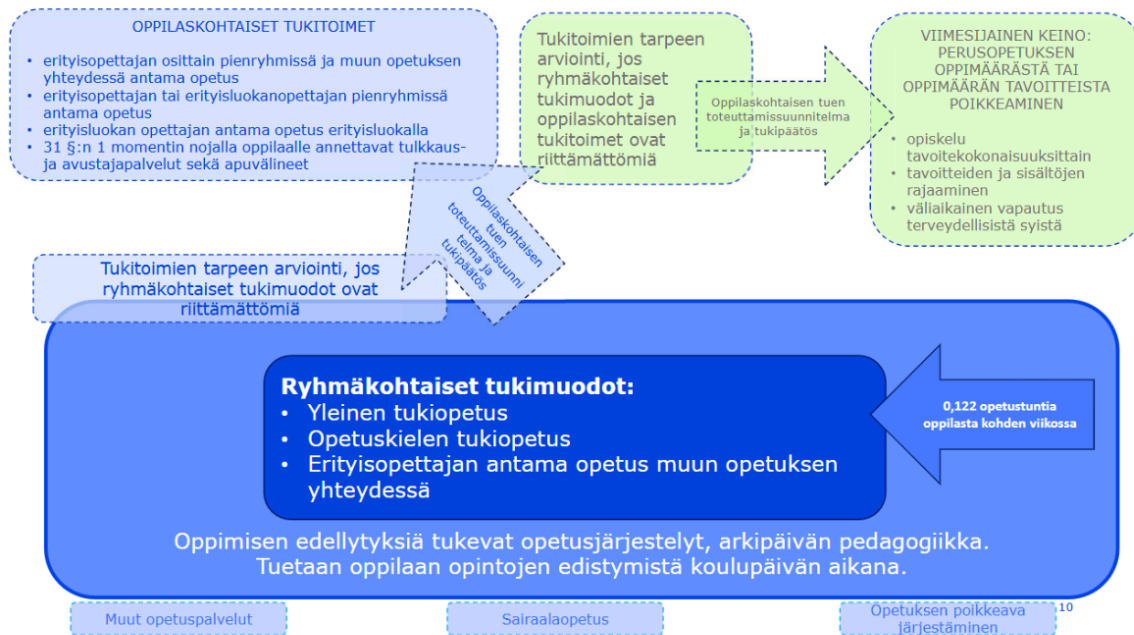 OPPILASKOHTAISET TUKITOIMET
• erityisopettajan osittain pienryhmissä ja muun opetuksen
yhteydessä antama opetus
• erityisopettajan tai erityisluokanopettajan pienryhmissä
antama opetus
• erityisluokan opettajan antama opetus erityisluokalla
• 31 §:n 1 momentin nojalla oppilaalle annettavat tulkkaus-
ja avustajapalvelut sekä apuvälineet
Tukitoimien tarpeen
arviointi, jos
ryhmäkohtaiset
tukimuodot ja
oppilaskohtaisen
tukitoimet ovat
riittämättömiä
Oppilaskohtaisen tuen
toteuttamissuunnitelma
ja tukipäätös
VIIMESIJAINEN KEINO:
PERUSOPETUKSEN
OPPIMÄÄRÄSTÄ TAI
OPPIMÄÄRÄN TAVOITTEISTA
POIKKEAMINEN
• opiskelu
tavoitekokonaisuuksittain
• tavoitteiden ja sisältöjen
rajaaminen
• väliaikainen vapautus
terveydellisistä syistä
Oppilaskohtaisen
tuen
toteuttamissuunni
telma ja
tukipäätös
Tukitoimien tarpeen arviointi, jos
ryhmäkohtaiset tukimuodot ovat
riittämättömiä
Ryhmäkohtaiset tukimuodot:
• Yleinen tukiopetus
• Opetuskielen tukiopetus
• Erityisopettajan antama opetus muun opetuksen
yhteydessä
0,122 opetustuntia
oppilasta kohden viikossa
Oppimisen edellytyksiä tukevat opetusjärjestelyt, arkipäivän pedagogiikka.
Tuetaan oppilaan opintojen edistymistä koulupäivän aikana.
Muut opetuspalvelut
Sairaalaopetus
Opetuksen poikkeava
järjestäminen
10